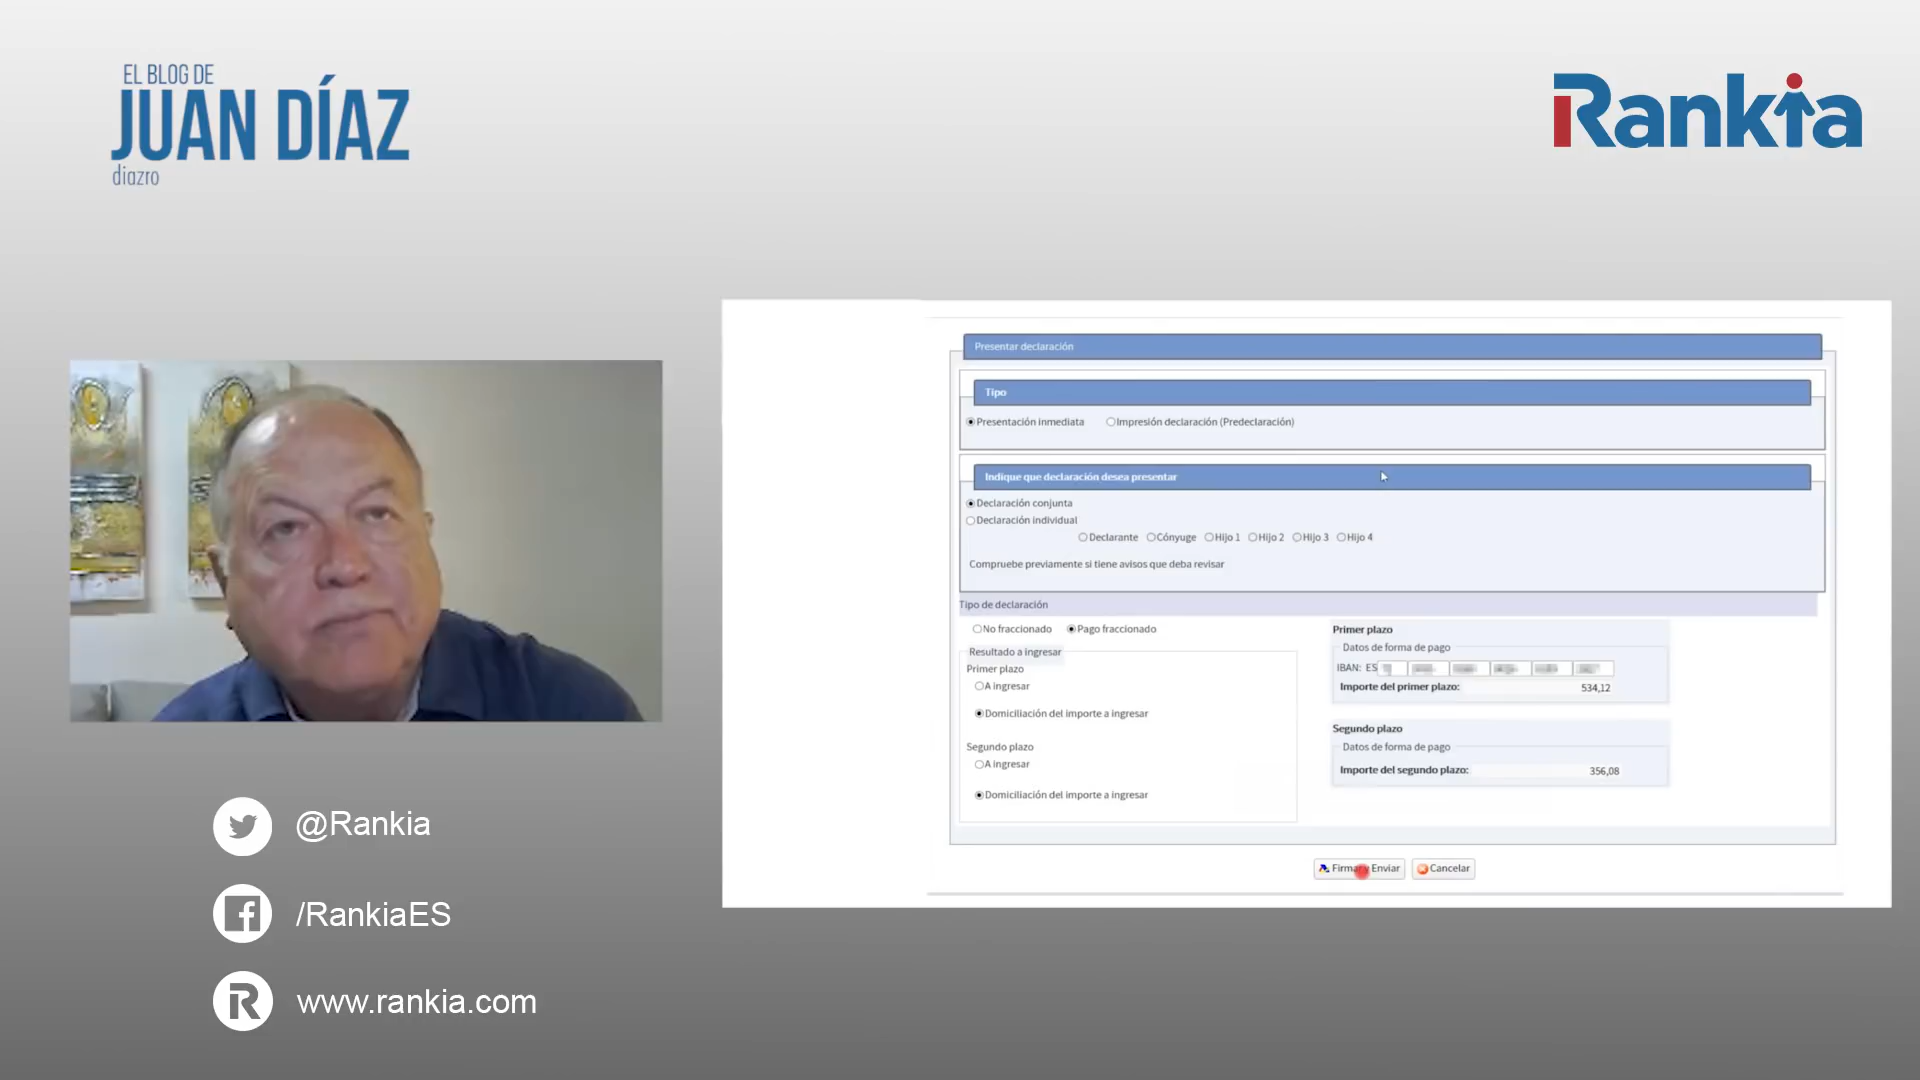 EL BLOG DE
JUAN DÍAZ
diazro
Rankia
Presentar declaración
Tipo
Presentación inmediata
Impresión declaración (Predeclaración)
Indique que declaración desea presentar
Declaración conjunta
Declaración individual
Declarante Cónyuge Hijo 1 Hijo 2 Hijo 3 Hijo 4
Compruebe previamente si tiene avisos que deba revisar
Tipo de declaración
No fraccionado Pago fraccionado
Resultado a ingresar
Primer plazo
A ingresar
Domiciliación del importe a ingresar
Segundo plazo
A ingresar
Domiciliación del importe a ingresar
Primer plazo
Datos de forma de pago
IBAN: ES
Importe del primer plazo: 534,12
Segundo plazo
Datos de forma de pago
Importe del segundo plazo: 356,08
Firmar y Enviar
Cancelar
@Rankia
/RankiaES
www.rankia.com